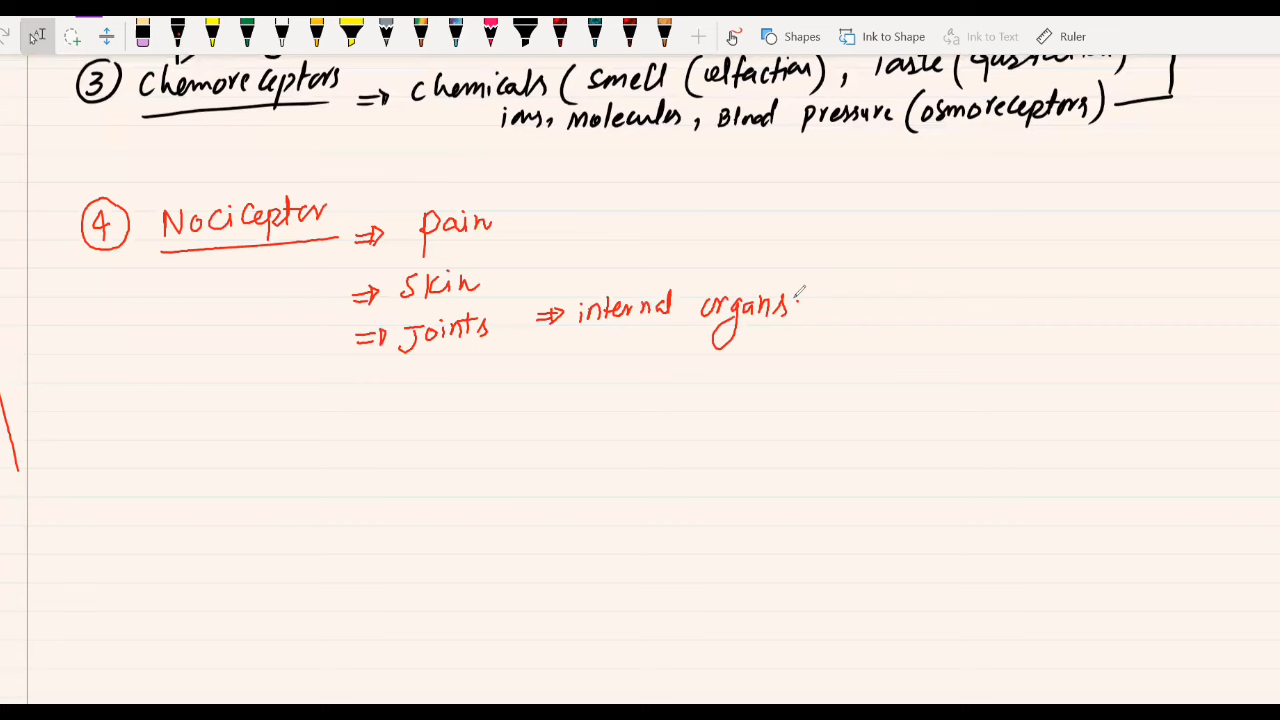 Shapes Ink to Shape Ink to Text Ruler
③ Chemoreceptors ⇒ chemicals ( smell (olfaction), Taste (
ions, molecules, Blood pressure (osmoreceptors)
④ Nociceptor ⇒ pain
⇒ skin
⇒ Joints ⇒ internal organs.